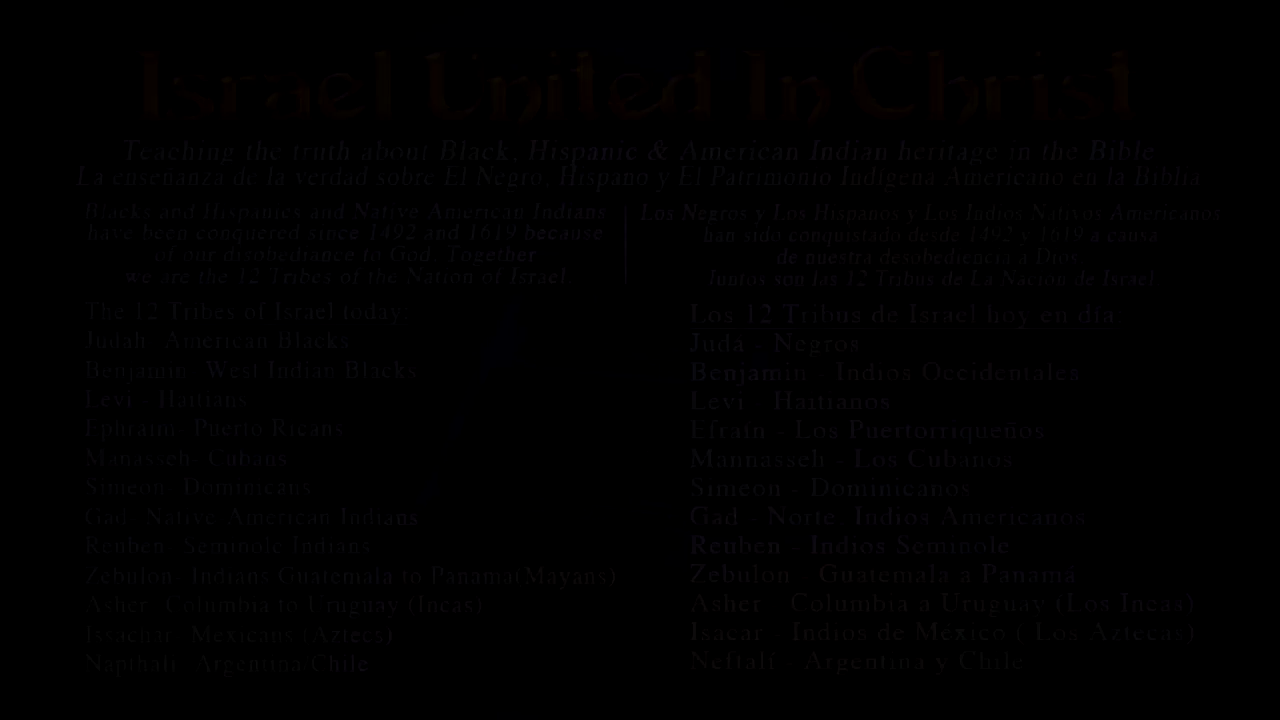 Israel United In Christ
Teaching the truth about Black, Hispanic & American Indian heritage in the Bible
La enseñanza de la verdad sobre El Negro, Hispano y El Patrimonio Indígena Americano en la Biblia
Blacks and Hispanics and Native American Indians
have been conquered since 1492 and 1619 because
of our disobediance to God. Together
we are the 12 Tribes of the Nation of Israel
Los Negros y Los Hispanos y Los Indios Nativos Americanos
han sido conquistado desde 1492 y 1619 a causa
de nuestra desobediencia a Dios
Juntos son las 12 Tribus de La Nacion de Israel
The 12 Tribes of Israel today
Judah - American Blacks
Benjamin - West Indian Blacks
Levi - Haitians
Ephraim - Puerto Ricans
Manasseh - Cubans
Simeon - Dominicans
Gad - Native American Indians
Reuben - Seminole Indians
Zebulon - Indians Guatemala to Panama(Mayans)
Asher - Columbia to Uruguay (Incas)
Issachar - Mexicans (Aztecs)
Napthali - Argentina/Chile
Los 12 Tribus de Israel hoy en día
Judá - Negros
Benjamin - Indios Occidentales
Levi - Haitianos
Efraín - Los Puertorriqueños
Mannasseh - Los Cubanos
Simeon - Dominicanos
Gad - Norte, Indios Americanos
Reuben - Indios Seminole
Zebulon - Guatemala a Panamá
Asher - Columbia a Uruguay (Los Incas)
Isacar - Indios de México ( Los Aztecas)
Neftalí - Argentina y Chile